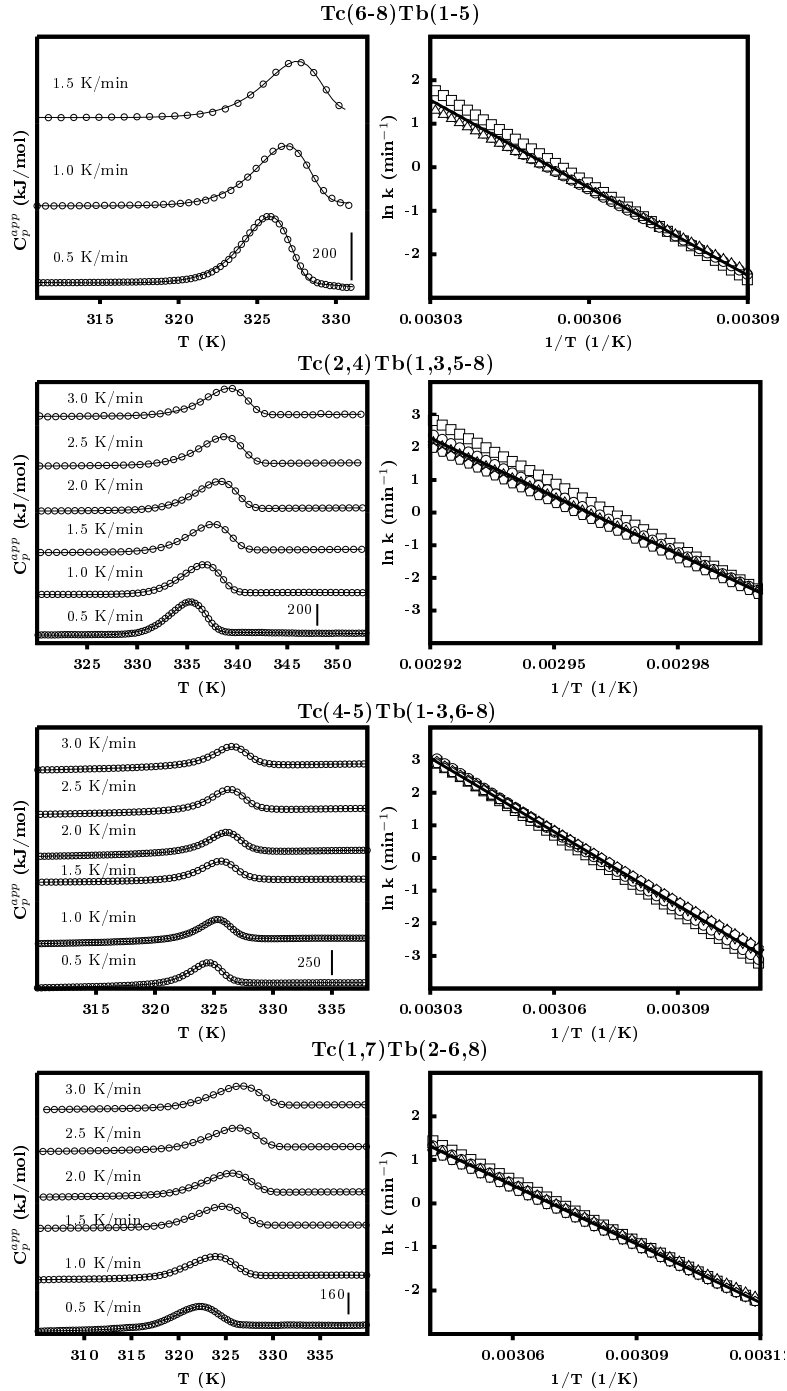 Tc(6-8)Tb(1-5)
C_p^{app} (kJ/mol)
1.5 K/min
1.0 K/min
0.5 K/min
200
315 320 325 330
T (K)
ln k (min⁻¹)
2
1
0
-1
-2
0.00303 0.00306 0.00309
1/T (1/K)
Tc(2,4)Tb(1,3,5-8)
C_p^{app} (kJ/mol)
3.0 K/min
2.5 K/min
2.0 K/min
1.5 K/min
1.0 K/min
0.5 K/min
200
325 330 335 340 345 350
T (K)
ln k (min⁻¹)
3
2
1
0
-1
-2
-3
0.00292 0.00295 0.00298
1/T (1/K)
Tc(4-5)Tb(1-3,6-8)
C_p^{app} (kJ/mol)
3.0 K/min
2.5 K/min
2.0 K/min
1.5 K/min
1.0 K/min
0.5 K/min
250
315 320 325 330 335
T (K)
ln k (min⁻¹)
3
2
1
0
-1
-2
-3
0.00303 0.00306 0.00309
1/T (1/K)
Tc(1,7)Tb(2-6,8)
C_p^{app} (kJ/mol)
3.0 K/min
2.5 K/min
2.0 K/min
1.5 K/min
1.0 K/min
0.5 K/min
160
310 315 320 325 330 335
T (K)
ln k (min⁻¹)
2
1
0
-1
-2
0.00306 0.00309 0.00312
1/T (1/K)